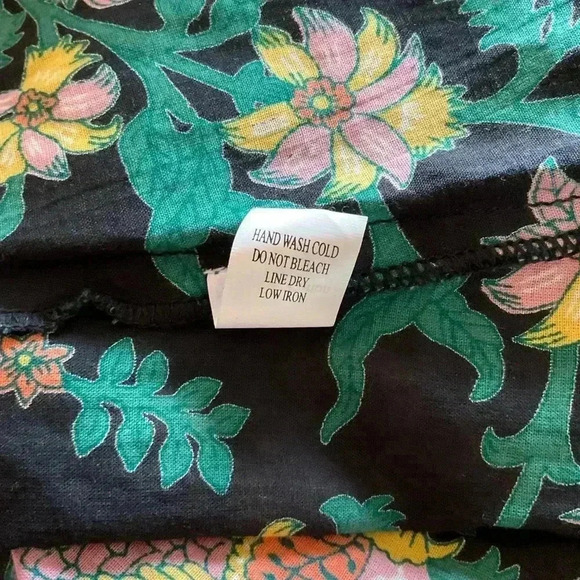 HAND WASH COLD
DO NOT BLEACH
LINE DRY
LOW IRON